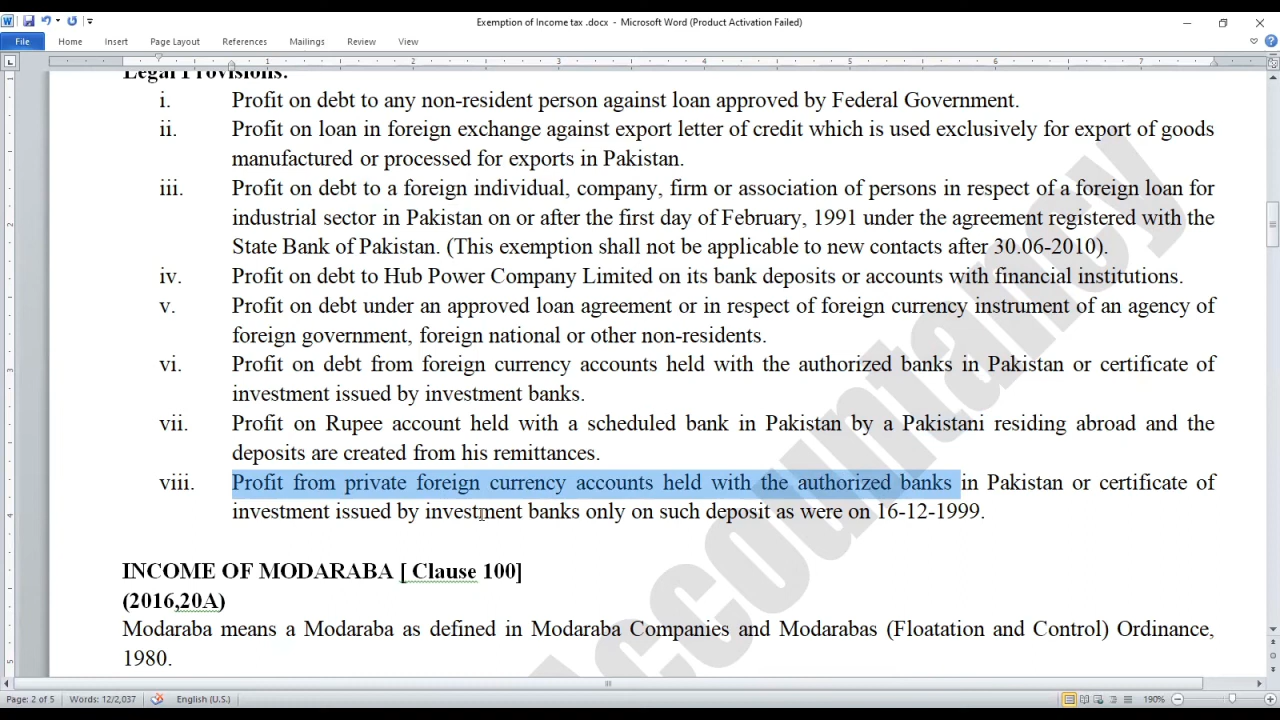 Exemption of Income tax .docx - Microsoft Word (Product Activation Failed)
File Home Insert Page Layout References Mailings Review View
1 2 3 4 5 6 7
Legal Provisions:
i. Profit on debt to any non-resident person against loan approved by Federal Government.
ii. Profit on loan in foreign exchange against export letter of credit which is used exclusively for export of goods
manufactured or processed for exports in Pakistan.
iii. Profit on debt to a foreign individual, company, firm or association of persons in respect of a foreign loan for
industrial sector in Pakistan on or after the first day of February, 1991 under the agreement registered with the
State Bank of Pakistan. (This exemption shall not be applicable to new contacts after 30.06-2010).
iv. Profit on debt to Hub Power Company Limited on its bank deposits or accounts with financial institutions.
v. Profit on debt under an approved loan agreement or in respect of foreign currency instrument of an agency of
foreign government, foreign national or other non-residents.
vi. Profit on debt from foreign currency accounts held with the authorized banks in Pakistan or certificate of
investment issued by investment banks.
vii. Profit on Rupee account held with a scheduled bank in Pakistan by a Pakistani residing abroad and the
deposits are created from his remittances.
viii. Profit from private foreign currency accounts held with the authorized banks in Pakistan or certificate of
investment issued by investment banks only on such deposit as were on 16-12-1999.
INCOME OF MODARABA [ Clause 100]
(2016,20A)
Modaraba means a Modaraba as defined in Modaraba Companies and Modarabas (Floatation and Control) Ordinance,
1980.
Accountancy
Page: 2 of 5 Words: 12/2,037 English (U.S.) 190%